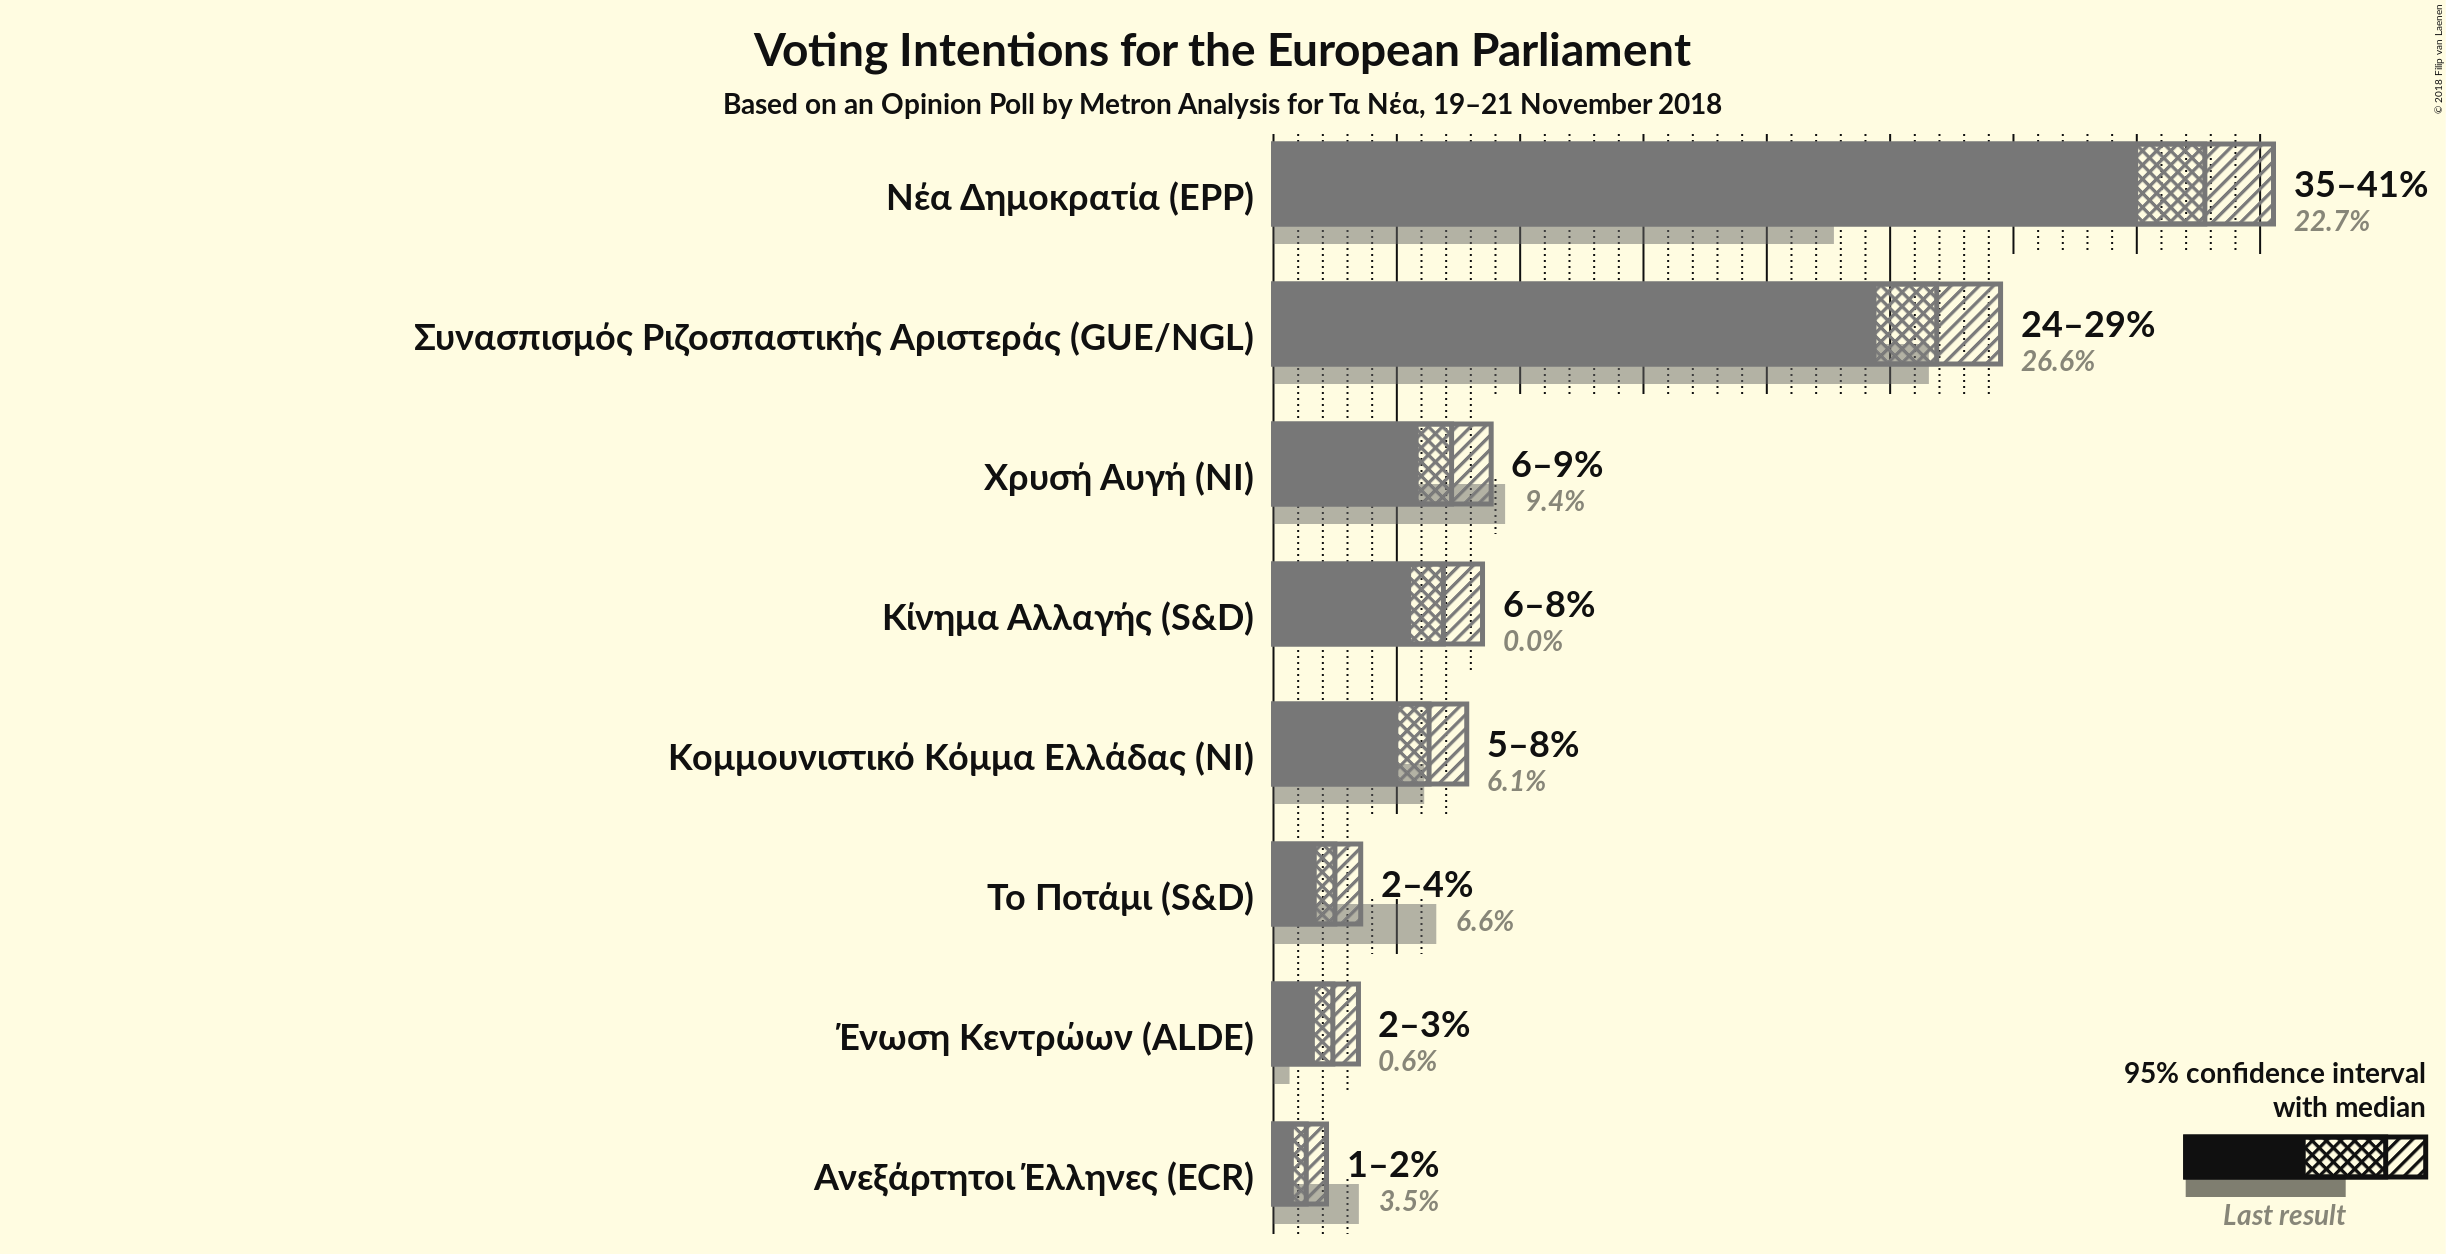 Voting Intentions for the European Parliament
Based on an Opinion Poll by Metron Analysis for Τα Νέα, 19–21 November 2018
© 2018 Filip van Laenen
Νέα Δημοκρατία (EPP)
35–41%
22.7%
Συνασπισμός Ριζοσπαστικής Αριστεράς (GUE/NGL)
24–29%
26.6%
Χρυσή Αυγή (NI)
6–9%
9.4%
Κίνημα Αλλαγής (S&D)
6–8%
0.0%
Κομμουνιστικό Κόμμα Ελλάδας (NI)
5–8%
6.1%
Το Ποτάμι (S&D)
2–4%
6.6%
Ένωση Κεντρώων (ALDE)
2–3%
0.6%
Ανεξάρτητοι Έλληνες (ECR)
1–2%
3.5%
95% confidence interval
with median
Last result